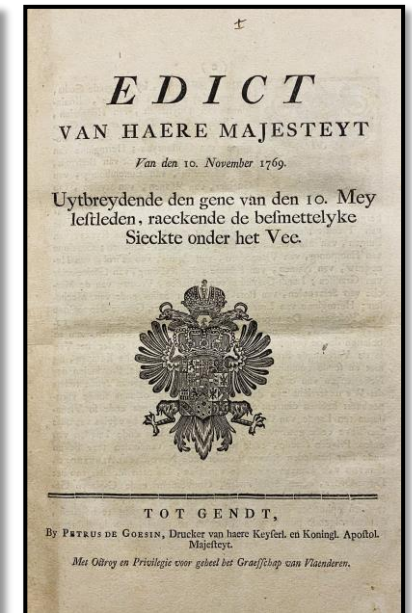 EDICT
VAN HAERE MAJESTEYT
Van den 10. November 1769.
Uytbreydende den gene van den 10. Mey
leſtleden, raeckende de beſmettelyke
Sieckte onder het Vee.
TOT GENDT,
By PETRUS DE GOESIN, Drucker van haere Keyſerl. en Koningl. Apoſtol.
Majeſteyt.
Met Octroy en Privilegie voor geheel het Graefſchap van Vlaenderen.